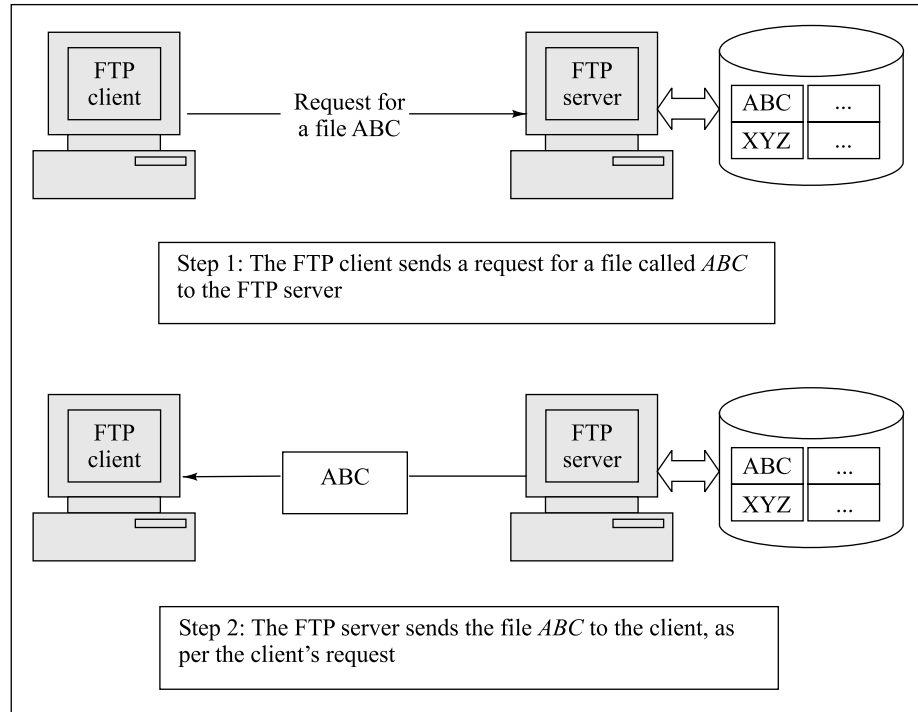 FTP
client
Request for
a file ABC
FTP
server
ABC ...
XYZ ...
Step 1: The FTP client sends a request for a file called ABC
to the FTP server
FTP
client
ABC
FTP
server
ABC ...
XYZ ...
Step 2: The FTP server sends the file ABC to the client, as
per the client’s request